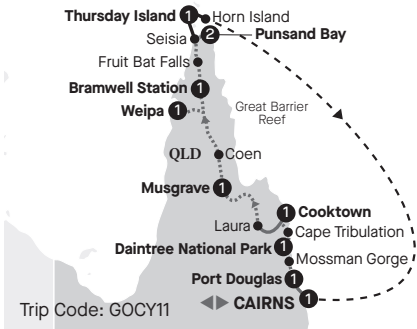 Thursday Island 1 Horn Island
Seisia 2 Punsand Bay
Fruit Bat Falls
Bramwell Station 1
Weipa 1 Great Barrier
Reef
QLD Coen
Musgrave 1
1 Cooktown
Laura Cape Tribulation
Daintree National Park 1
Mossman Gorge
Port Douglas 1
CAIRNS 1
Trip Code: GOCY11